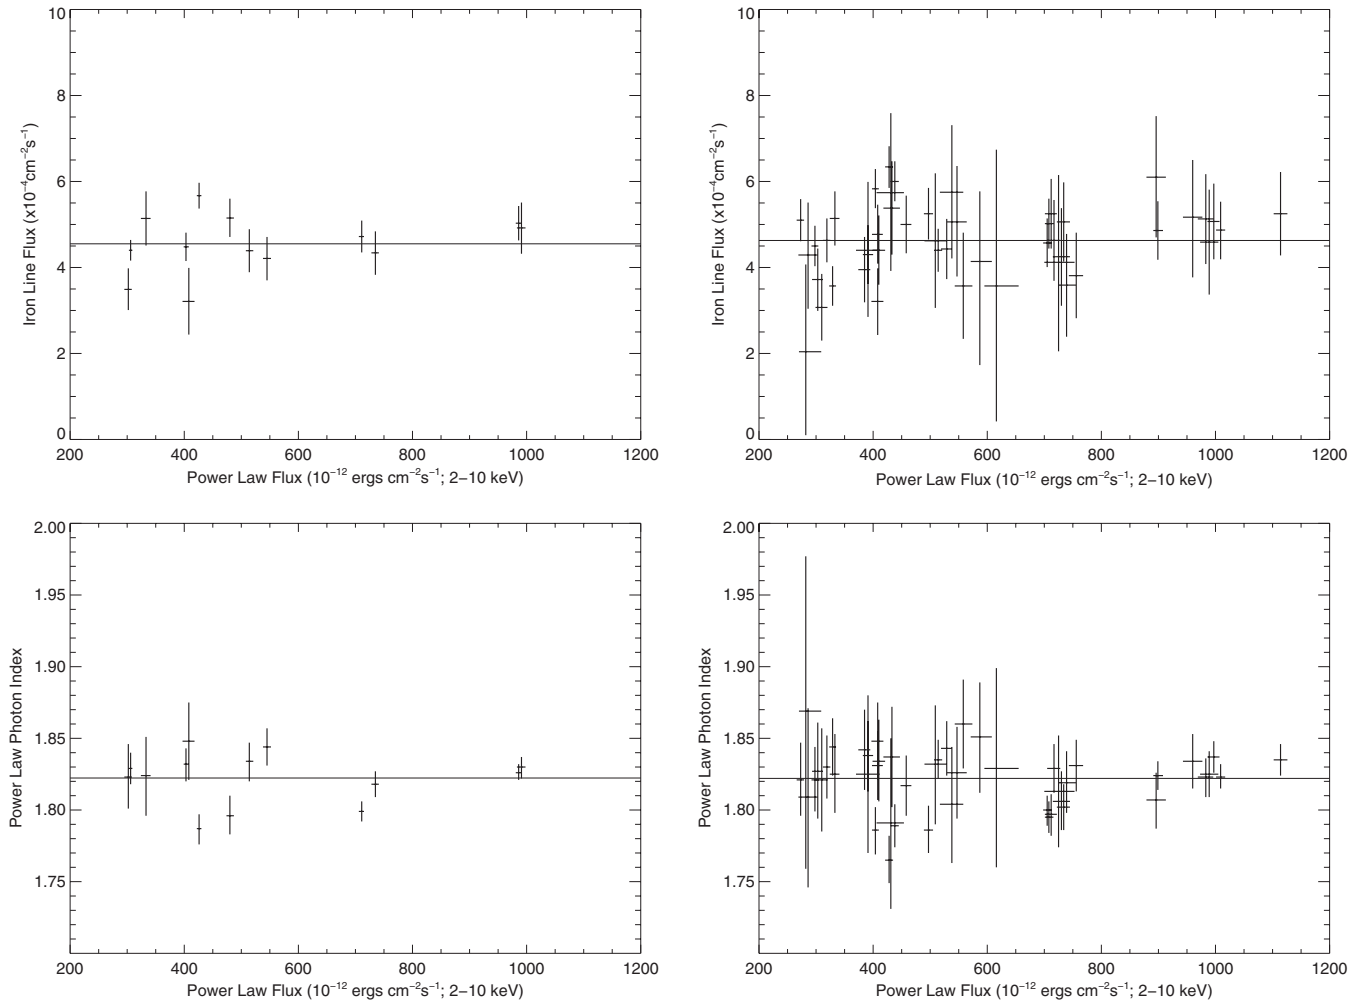 10
8
6
4
2
0
Iron Line Flux (x10⁻⁴cm⁻²s⁻¹)
200 400 600 800 1000 1200
Power Law Flux (10⁻¹² ergs cm⁻²s⁻¹; 2–10 keV)
10
8
6
4
2
0
Iron Line Flux (x10⁻⁴cm⁻²s⁻¹)
200 400 600 800 1000 1200
Power Law Flux (10⁻¹² ergs cm⁻²s⁻¹; 2–10 keV)
2.00
1.95
1.90
1.85
1.80
1.75
Power Law Photon Index
200 400 600 800 1000 1200
Power Law Flux (10⁻¹² ergs cm⁻²s⁻¹; 2–10 keV)
2.00
1.95
1.90
1.85
1.80
1.75
Power Law Photon Index
200 400 600 800 1000 1200
Power Law Flux (10⁻¹² ergs cm⁻²s⁻¹; 2–10 keV)